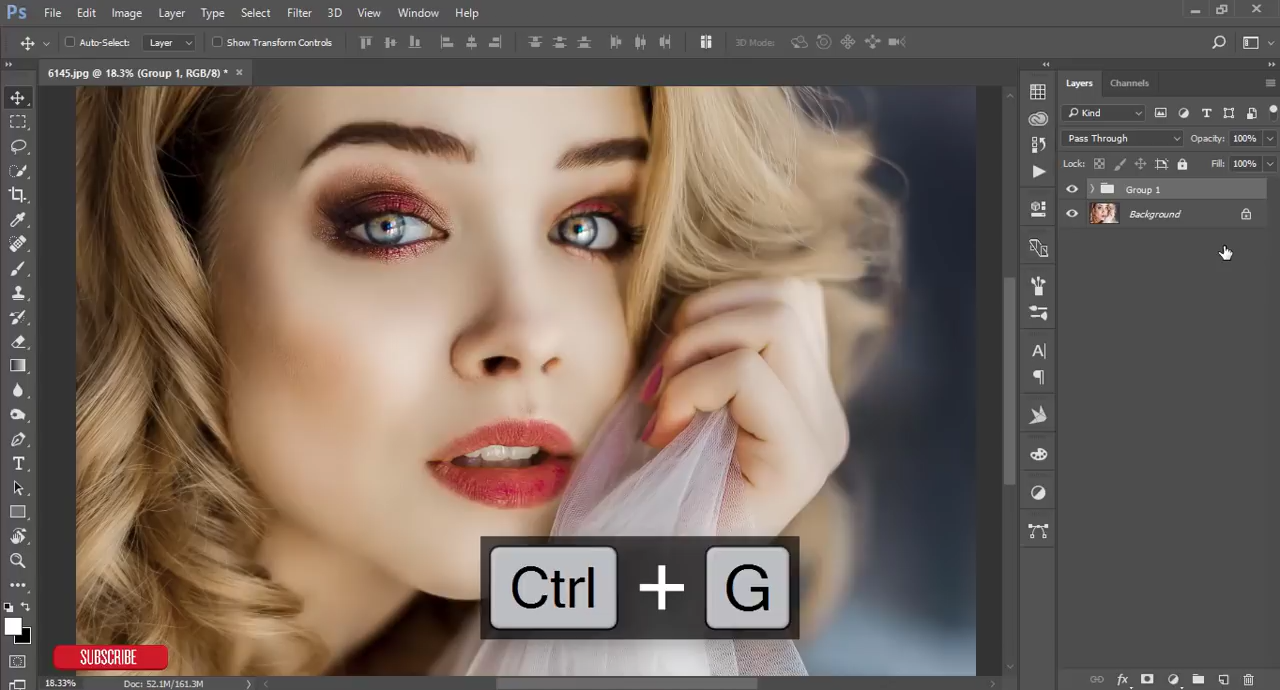 Ps File Edit Image Layer Type Select Filter 3D View Window Help
Auto-Select: Layer Show Transform Controls 3D Mode:
6145.jpg @ 18.3% (Group 1, RGB/8) * ×
Layers Channels
Kind
Pass Through Opacity: 100%
Lock: Fill: 100%
Group 1
Background
Ctrl + G
SUBSCRIBE
18.33% Doc: 52.1M/161.3M